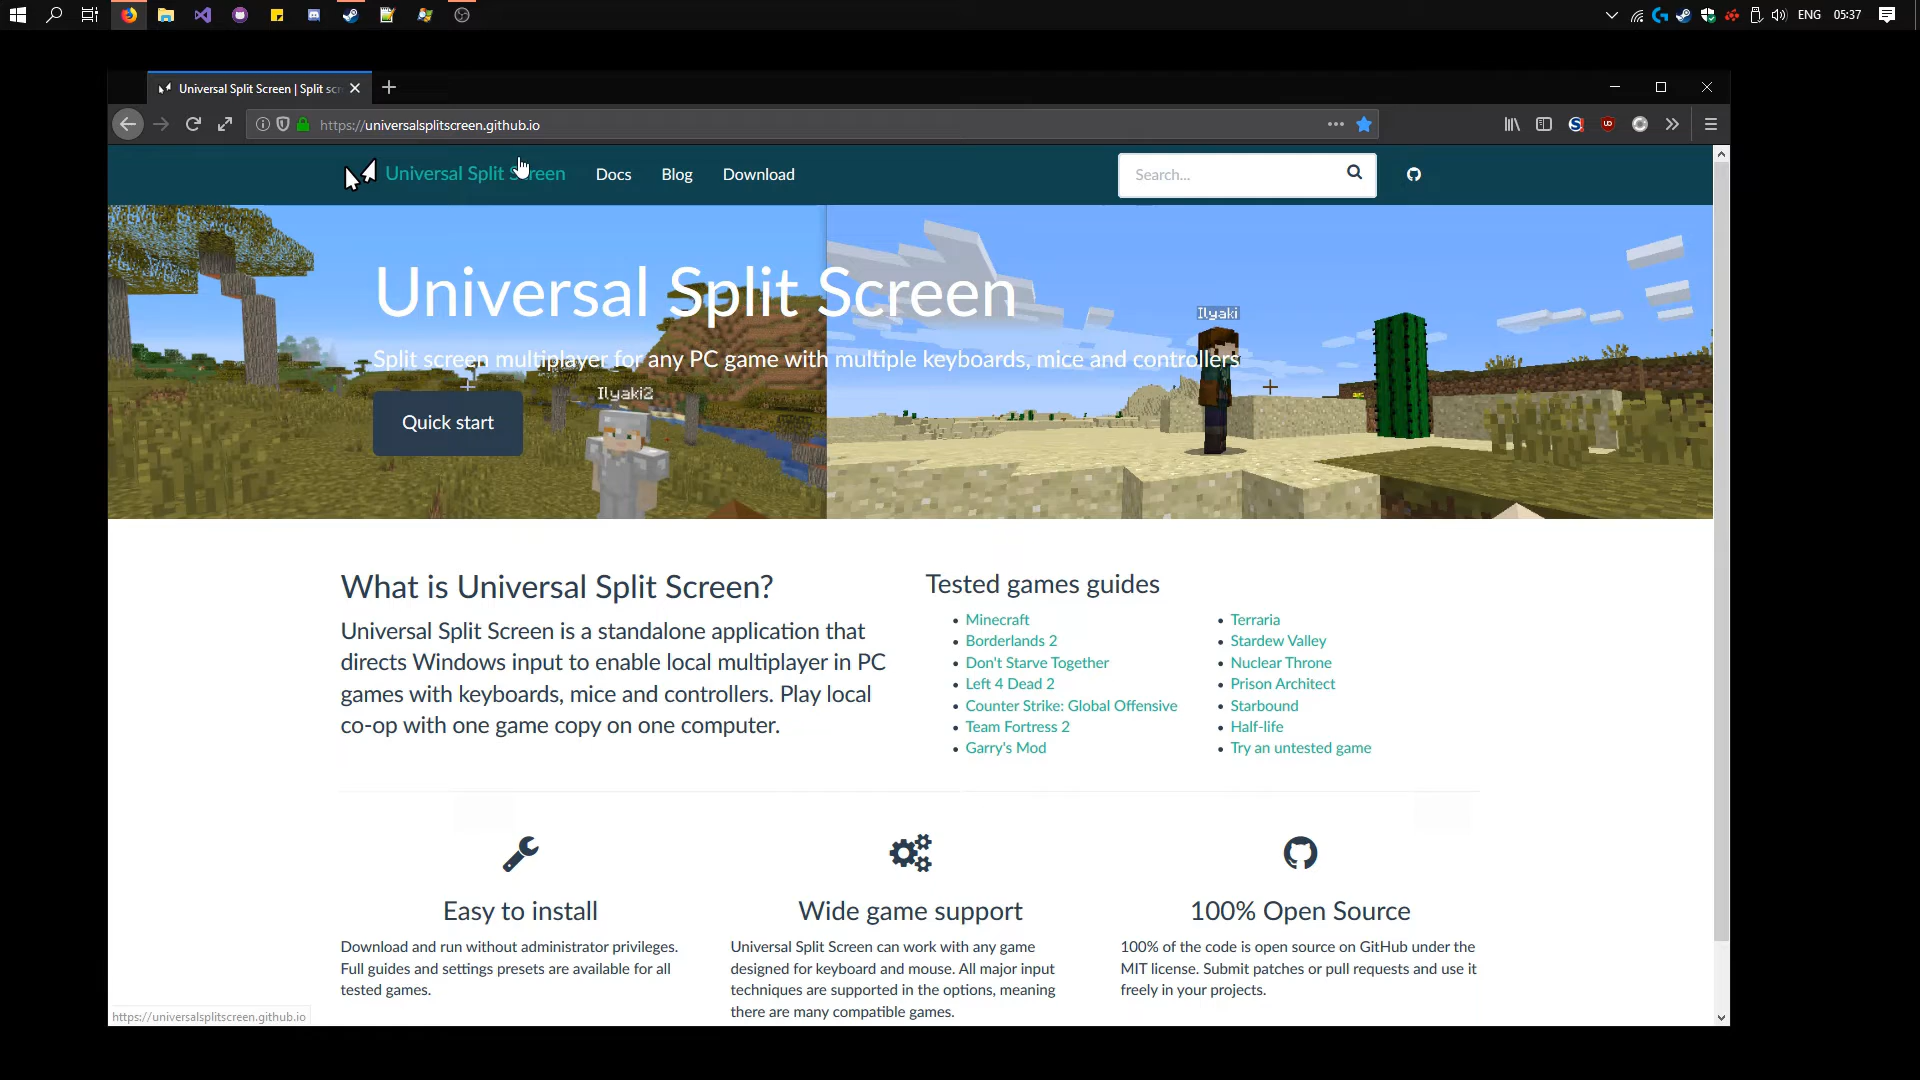 ENG 05:37
Universal Split Screen | Split scr
https://universalsplitscreen.github.io
Universal Split Screen Docs Blog Download Search...
Universal Split Screen
Split screen multiplayer for any PC game with multiple keyboards, mice and controllers
Quick start
Ilyaki2
Ilyaki
What is Universal Split Screen?
Universal Split Screen is a standalone application that
directs Windows input to enable local multiplayer in PC
games with keyboards, mice and controllers. Play local
co-op with one game copy on one computer.
Tested games guides
Minecraft
Borderlands 2
Don't Starve Together
Left 4 Dead 2
Counter Strike: Global Offensive
Team Fortress 2
Garry's Mod
Terraria
Stardew Valley
Nuclear Throne
Prison Architect
Starbound
Half-life
Try an untested game
Easy to install
Download and run without administrator privileges.
Full guides and settings presets are available for all
tested games.
Wide game support
Universal Split Screen can work with any game
designed for keyboard and mouse. All major input
techniques are supported in the options, meaning
there are many compatible games.
100% Open Source
100% of the code is open source on GitHub under the
MIT license. Submit patches or pull requests and use it
freely in your projects.
https://universalsplitscreen.github.io